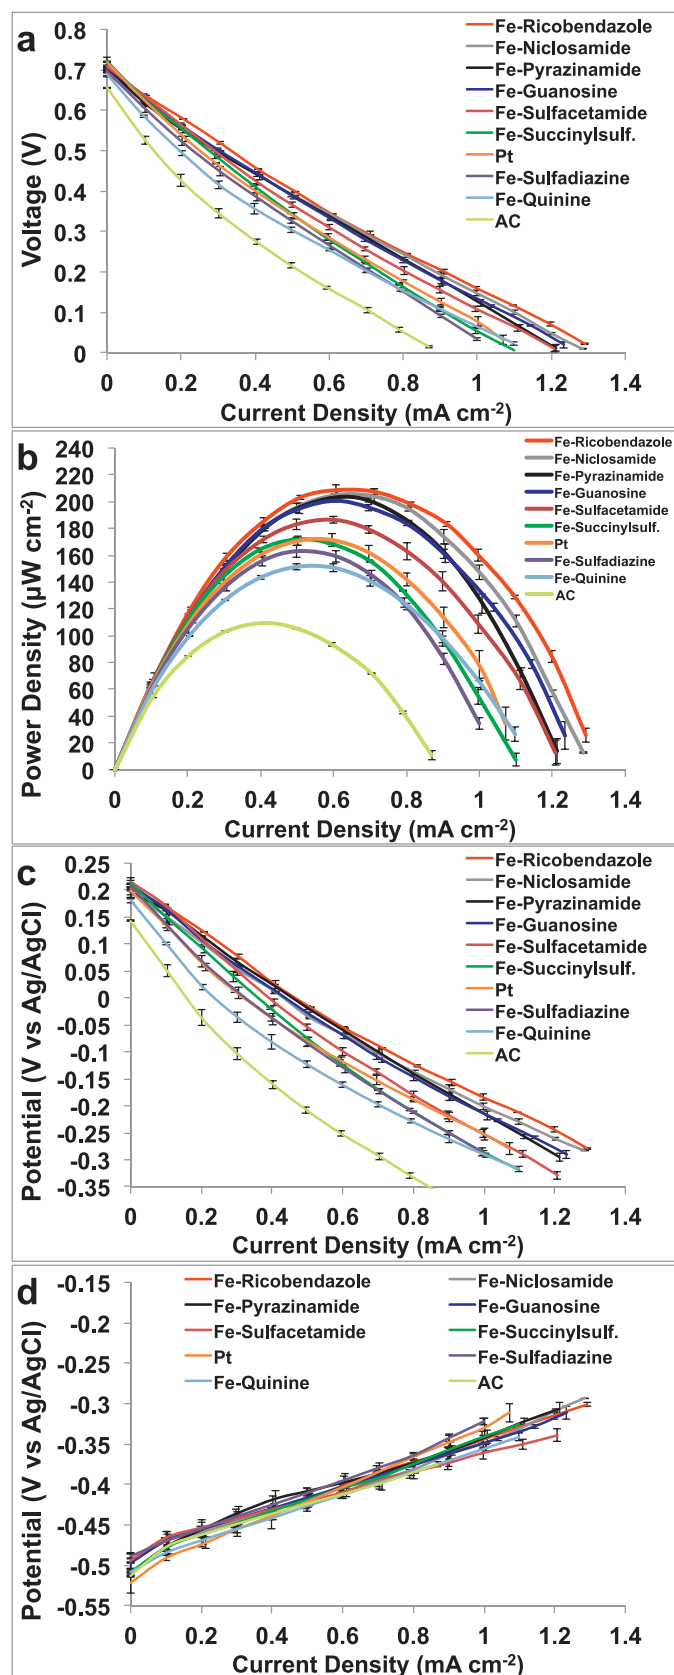 a
Voltage (V)
0.8
0.7
0.6
0.5
0.4
0.3
0.2
0.1
0
Fe-Ricobendazole
Fe-Niclosamide
Fe-Pyrazinamide
Fe-Guanosine
Fe-Sulfacetamide
Fe-Succinylsulf.
Pt
Fe-Sulfadiazine
Fe-Quinine
AC
0 0.2 0.4 0.6 0.8 1 1.2 1.4
Current Density (mA cm-2)
b
Power Density (µW cm-2)
240
220
200
180
160
140
120
100
80
60
40
20
0
Fe-Ricobendazole
Fe-Niclosamide
Fe-Pyrazinamide
Fe-Guanosine
Fe-Sulfacetamide
Fe-Succinylsulf.
Pt
Fe-Sulfadiazine
Fe-Quinine
AC
0 0.2 0.4 0.6 0.8 1 1.2 1.4
Current Density (mA cm-2)
c
Potential (V vs Ag/AgCl)
0.25
0.2
0.15
0.1
0.05
0
-0.05
-0.1
-0.15
-0.2
-0.25
-0.3
-0.35
Fe-Ricobendazole
Fe-Niclosamide
Fe-Pyrazinamide
Fe-Guanosine
Fe-Sulfacetamide
Fe-Succinylsulf.
Pt
Fe-Sulfadiazine
Fe-Quinine
AC
0 0.2 0.4 0.6 0.8 1 1.2 1.4
Current Density (mA cm-2)
d
Potential (V vs Ag/AgCl)
-0.15
-0.2
-0.25
-0.3
-0.35
-0.4
-0.45
-0.5
-0.55
Fe-Ricobendazole Fe-Niclosamide
Fe-Pyrazinamide Fe-Guanosine
Fe-Sulfacetamide Fe-Succinylsulf.
Pt Fe-Sulfadiazine
Fe-Quinine AC
0 0.2 0.4 0.6 0.8 1 1.2 1.4
Current Density (mA cm-2)